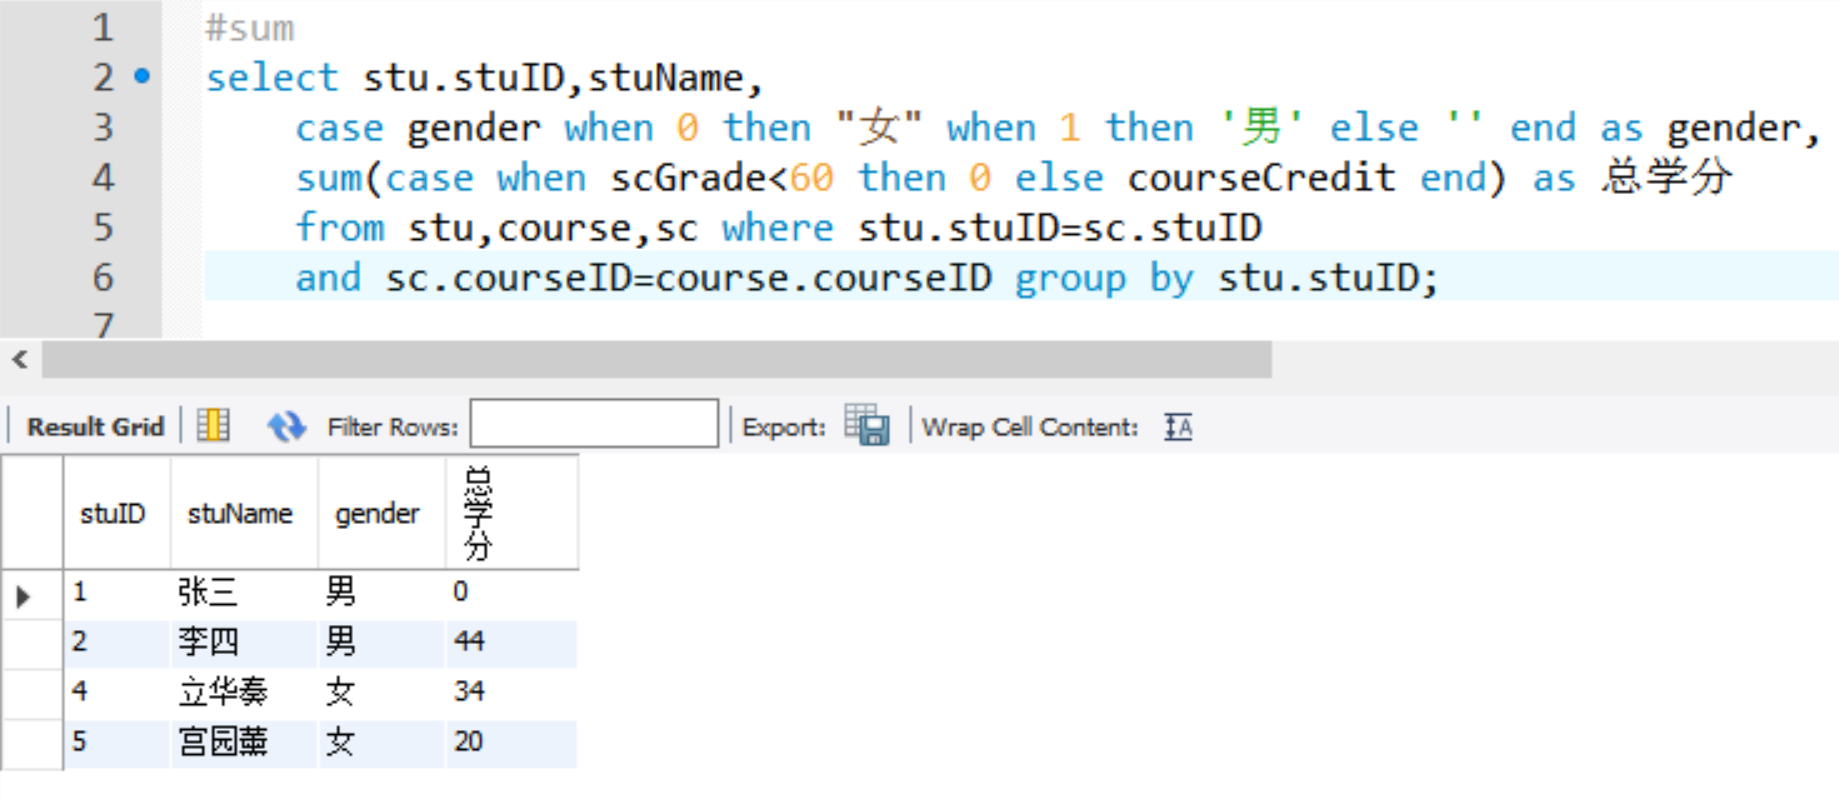 1 #sum
2 select stu.stuID,stuName,
3 case gender when 0 then "女" when 1 then '男' else '' end as gender,
4 sum(case when scGrade<60 then 0 else courseCredit end) as 总学分
5 from stu,course,sc where stu.stuID=sc.stuID
6 and sc.courseID=course.courseID group by stu.stuID;
7
Result Grid Filter Rows: Export: Wrap Cell Content: A
stuID stuName gender 总学分
1 张三 男 0
2 李四 男 44
4 立华奏 女 34
5 宫园薰 女 20